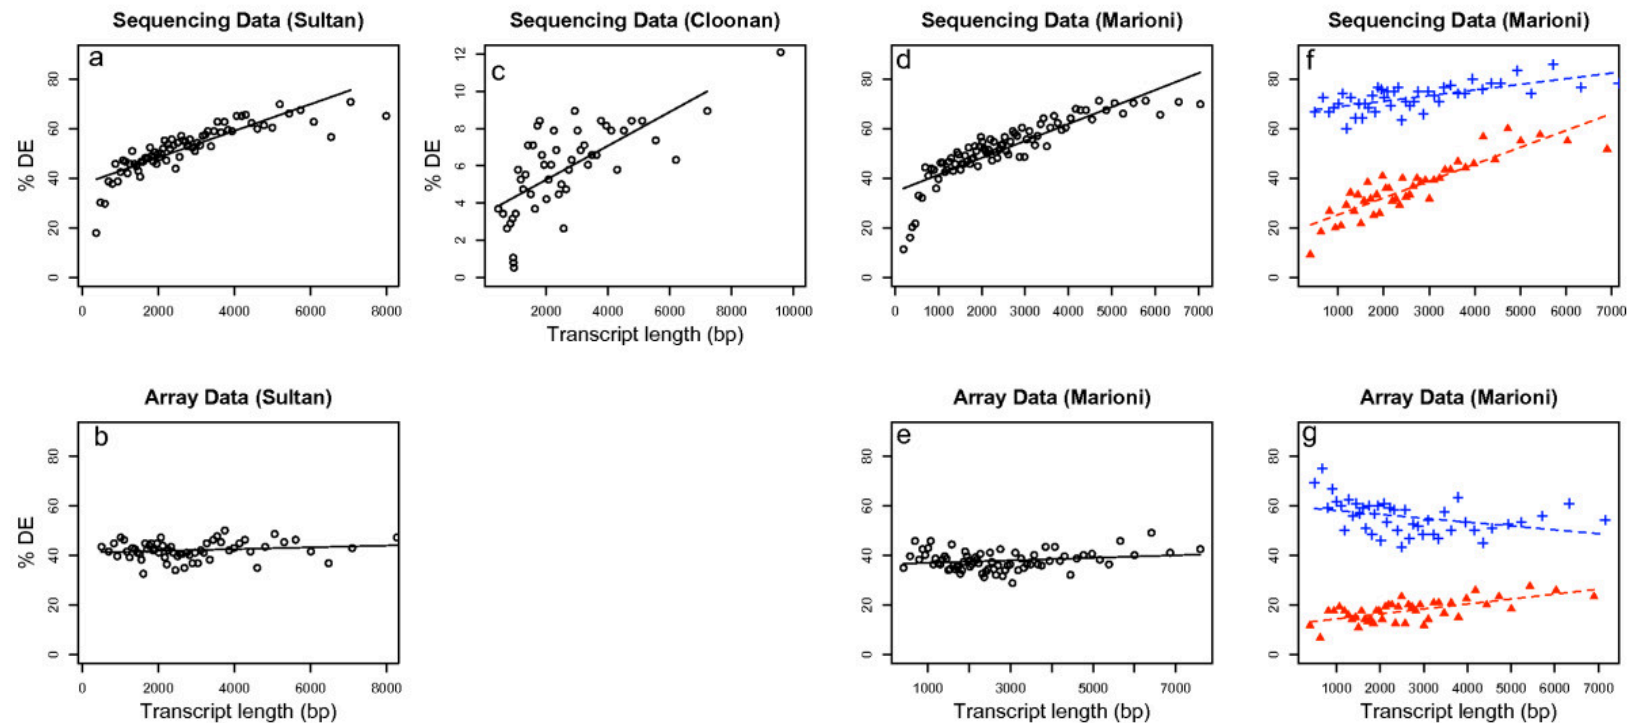 Sequencing Data (Sultan)
a
% DE
0 20 40 60 80
0 2000 4000 6000 8000
Sequencing Data (Cloonan)
c
% DE
0 2 4 6 8 10 12
2000 4000 6000 8000 10000
Transcript length (bp)
Sequencing Data (Marioni)
d
0 20 40 60 80
0 1000 2000 3000 4000 5000 6000 7000
Sequencing Data (Marioni)
f
0 20 40 60 80
1000 2000 3000 4000 5000 6000 7000
Array Data (Sultan)
b
% DE
0 20 40 60 80
0 2000 4000 6000 8000
Transcript length (bp)
Array Data (Marioni)
e
0 20 40 60 80
1000 3000 5000 7000
Transcript length (bp)
Array Data (Marioni)
g
0 20 40 60 80
1000 2000 3000 4000 5000 6000 7000
Transcript length (bp)